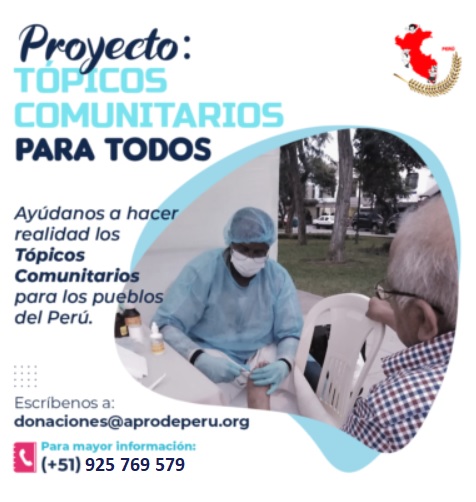 Proyecto:
TÓPICOS
COMUNITARIOS
PARA TODOS
PERÚ
Ayúdanos a hacer
realidad los
Tópicos
Comunitarios
para los pueblos
del Perú.
Escríbenos a:
donaciones@aprodeperu.org
Para mayor información:
(+51) 925 769 579